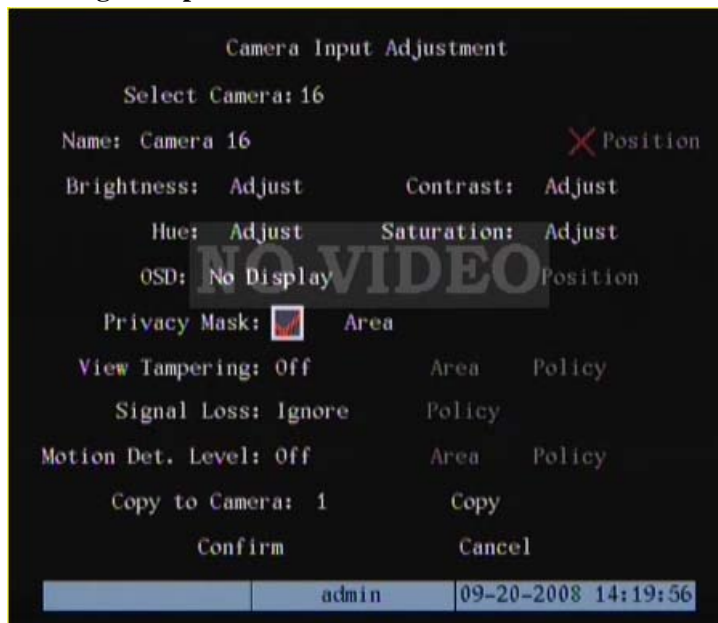 Camera Input Adjustment
Select Camera: 16
Name: Camera 16 Position
Brightness: Adjust Contrast: Adjust
Hue: Adjust Saturation: Adjust
NO VIDEO
OSD: No Display Position
Privacy Mask: Area
View Tampering: Off Area Policy
Signal Loss: Ignore Policy
Motion Det. Level: Off Area Policy
Copy to Camera: 1 Copy
Confirm Cancel
admin 09-20-2008 14:19:56